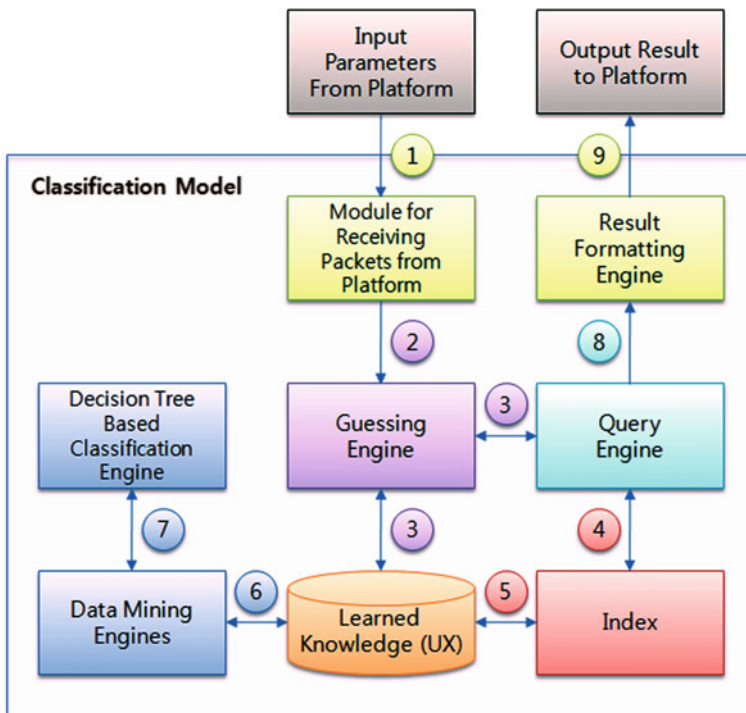 Input
Parameters
From Platform
Output Result
to Platform
1
9
Classification Model
Module for
Receiving
Packets from
Platform
Result
Formatting
Engine
2
8
Decision Tree
Based
Classification
Engine
Guessing
Engine
3
Query
Engine
7
3
4
Data Mining
Engines
6
Learned
Knowledge (UX)
5
Index